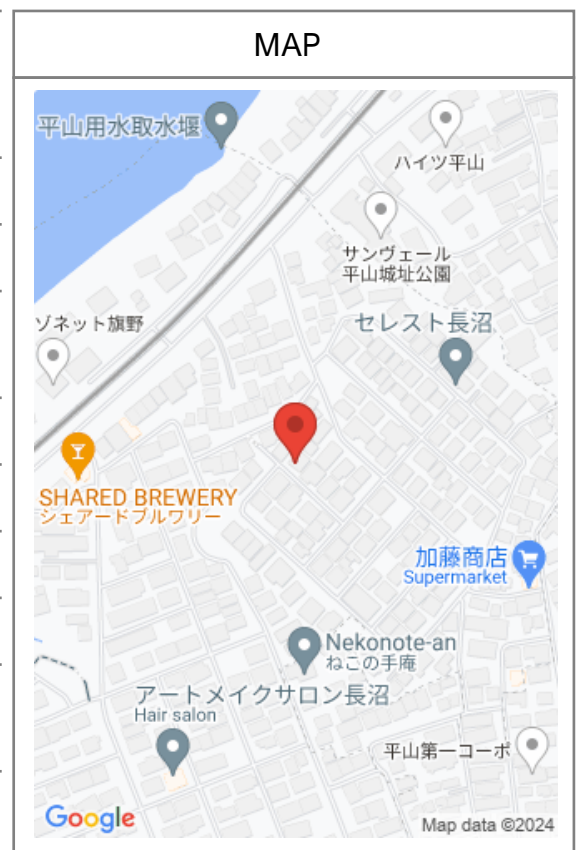 MAP
平山用水取水堰
ハイツ平山
サンヴェール
平山城址公園
ゾネット旗野
セレスト長沼
SHARED BREWERY
シェアードブルワリー
加藤商店
Supermarket
Nekonote-an
ねこの手庵
アートメイクサロン長沼
Hair salon
平山第一コーポ
Google
Map data ©2024